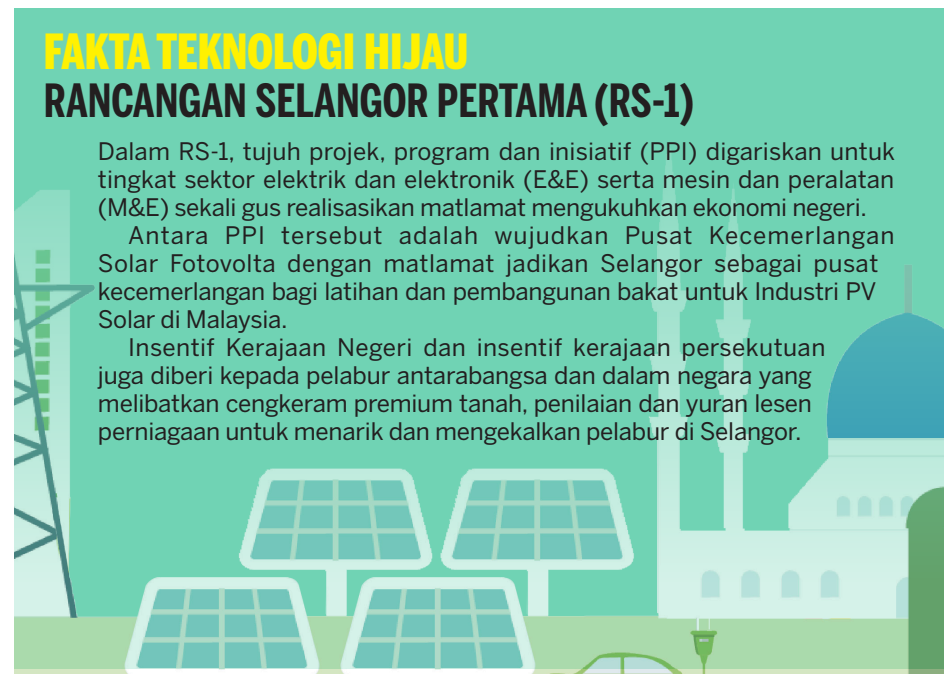 FAKTA TEKNOLOGI HIJAU
RANCANGAN SELANGOR PERTAMA (RS-1)
Dalam RS-1, tujuh projek, program dan inisiatif (PPI) digariskan untuk
tingkat sektor elektrik dan elektronik (E&E) serta mesin dan peralatan
(M&E) sekali gus realisasikan matlamat mengukuhkan ekonomi negeri.
Antara PPI tersebut adalah wujudkan Pusat Kecemerlangan
Solar Fotovolta dengan matlamat jadikan Selangor sebagai pusat
kecemerlangan bagi latihan dan pembangunan bakat untuk Industri PV
Solar di Malaysia.
Insentif Kerajaan Negeri dan insentif kerajaan persekutuan
juga diberi kepada pelabur antarabangsa dan dalam negara yang
melibatkan cengkeram premium tanah, penilaian dan yuran lesen
perniagaan untuk menarik dan mengekalkan pelabur di Selangor.